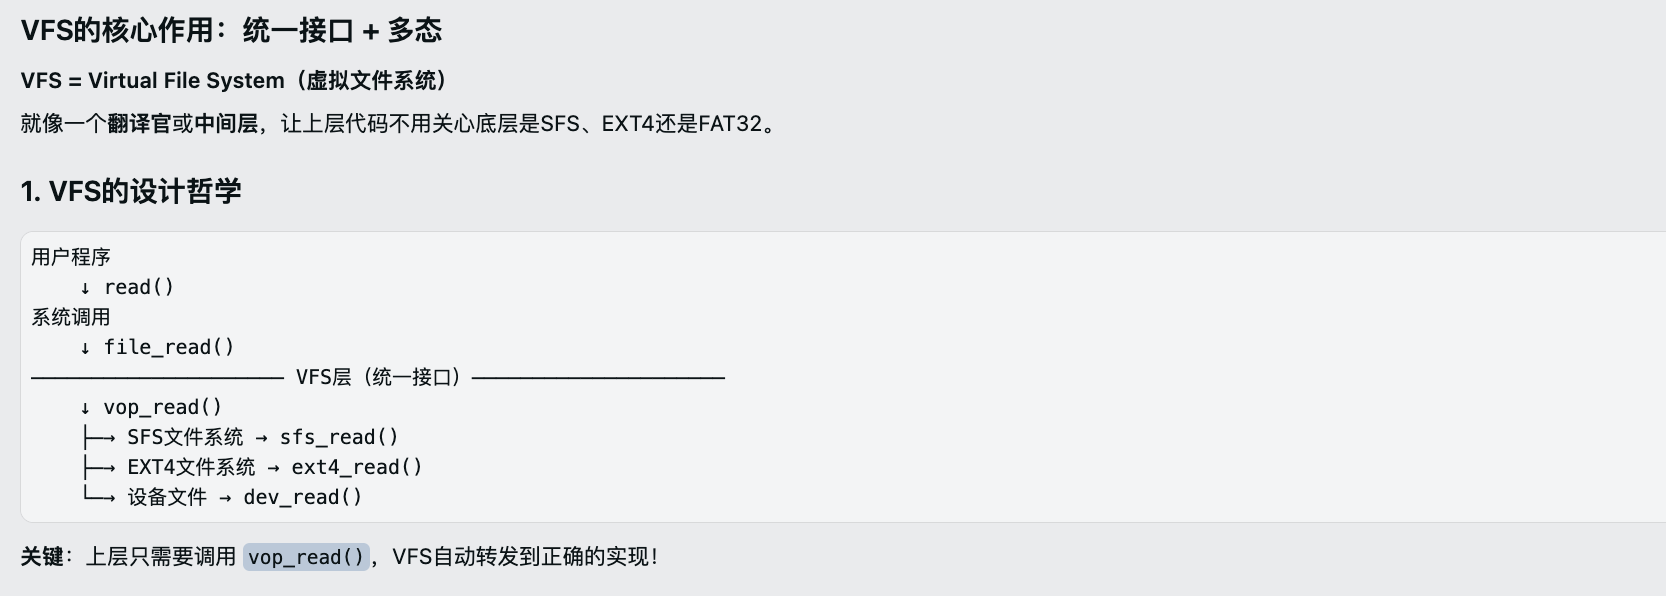 VFS的核心作用：统一接口 + 多态
VFS = Virtual File System（虚拟文件系统）
就像一个翻译官或中间层，让上层代码不用关心底层是SFS、EXT4还是FAT32。
1. VFS的设计哲学
用户程序
↓ read()
系统调用
↓ file_read()
───────────────────── VFS层（统一接口）─────────────────────
↓ vop_read()
├─→ SFS文件系统 → sfs_read()
├─→ EXT4文件系统 → ext4_read()
└─→ 设备文件 → dev_read()
关键：上层只需要调用 vop_read()，VFS自动转发到正确的实现！